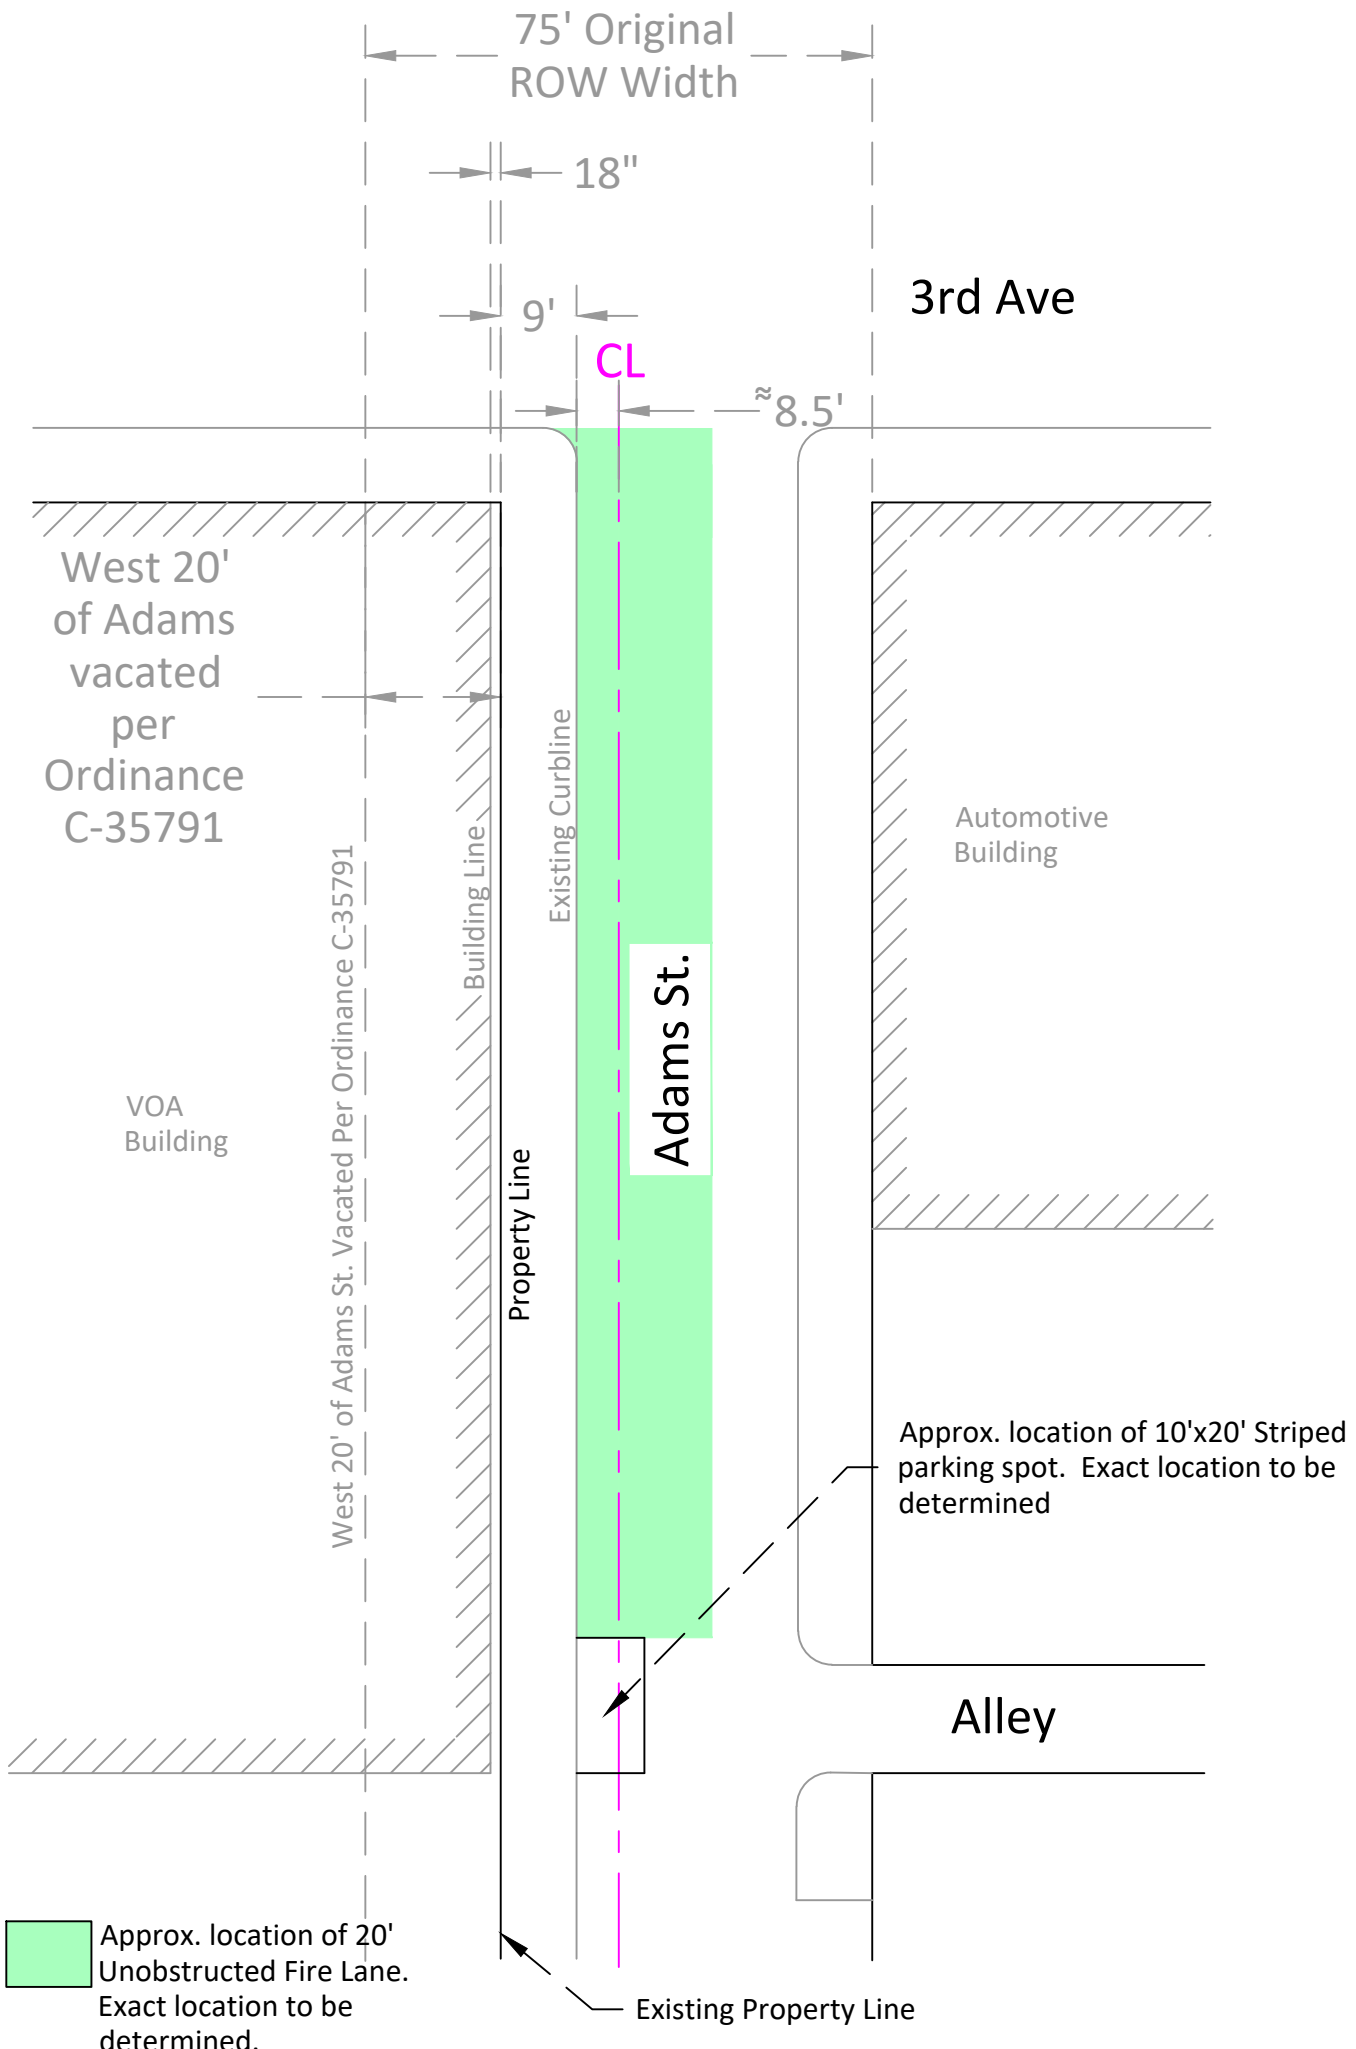 75' Original
ROW Width
18"
9'
3rd Ave
CL
~8.5'
West 20'
of Adams
vacated
per
Ordinance
C-35791
Existing Curbline
Automotive
Building
Building Line
West 20' of Adams St. Vacated Per Ordinance C-35791
Adams St.
VOA
Building
Property Line
Approx. location of 10'x20' Striped
parking spot.  Exact location to be
determined
Alley
Approx. location of 20'
Unobstructed Fire Lane.
Exact location to be
determined.
Existing Property Line